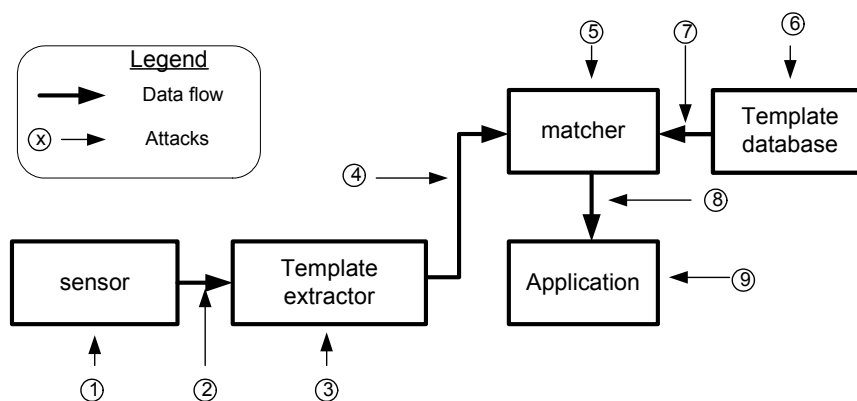 Legend
Data flow
x
Attacks
5
7
6
matcher
Template
database
4
8
sensor
Template
extractor
Application
9
1
2
3